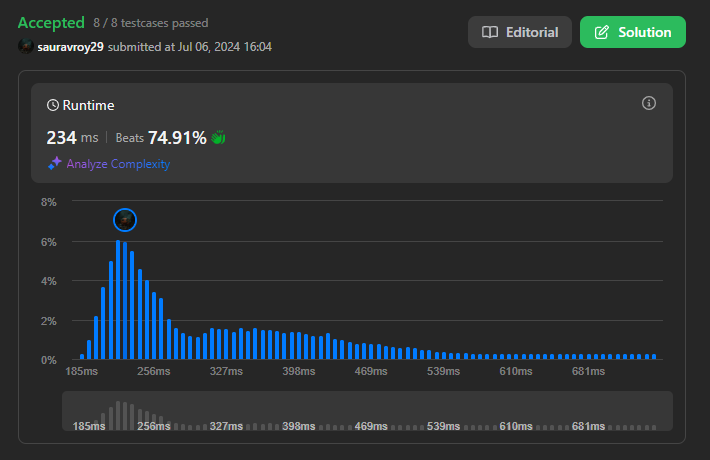 Accepted 8 / 8 testcases passed
Editorial
Solution
sauravroy29 submitted at Jul 06, 2024 16:04
Runtime
234 ms Beats 74.91%
Analyze Complexity
8%
6%
4%
2%
0%
185ms 256ms 327ms 398ms 469ms 539ms 610ms 681ms
185ms 256ms 327ms 398ms 469ms 539ms 610ms 681ms